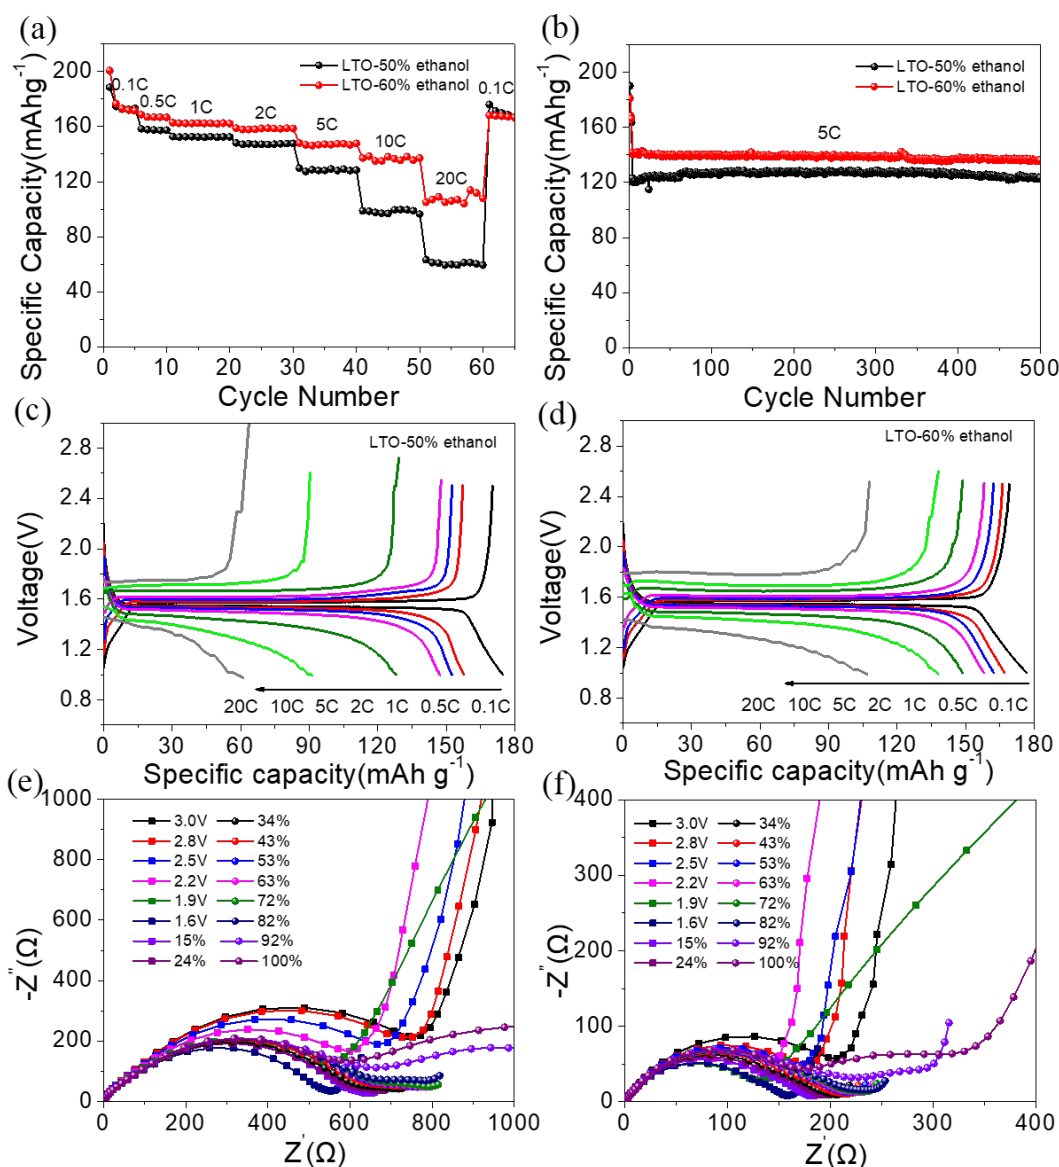 (a)
LTO-50% ethanol
LTO-60% ethanol
0.1C
0.5C
1C
2C
5C
10C
20C
0.1C
200
160
120
80
40
0
0 10 20 30 40 50 60
Specific Capacity(mAhg-1)
Cycle Number
(b)
LTO-50% ethanol
LTO-60% ethanol
5C
200
160
120
80
40
0
0 100 200 300 400 500
Specific Capacity(mAhg-1)
Cycle Number
(c)
LTO-50% ethanol
2.8
2.4
2.0
1.6
1.2
0.8
20C 10C 5C 2C 1C 0.5C 0.1C
0 30 60 90 120 150 180
Voltage(V)
Specific capacity(mAh g-1)
(d)
LTO-60% ethanol
2.8
2.4
2.0
1.6
1.2
0.8
20C 10C 5C 2C 1C 0.5C 0.1C
0 30 60 90 120 150 180
Voltage(V)
Specific capacity(mAh g-1)
(e)
3.0V 34%
2.8V 43%
2.5V 53%
2.2V 63%
1.9V 72%
1.6V 82%
15% 92%
24% 100%
1000
800
600
400
200
0
0 200 400 600 800 1000
-Z''(Ω)
Z'(Ω)
(f)
3.0V 34%
2.8V 43%
2.5V 53%
2.2V 63%
1.9V 72%
1.6V 82%
15% 92%
24% 100%
400
300
200
100
0
0 100 200 300 400
-Z''(Ω)
Z'(Ω)